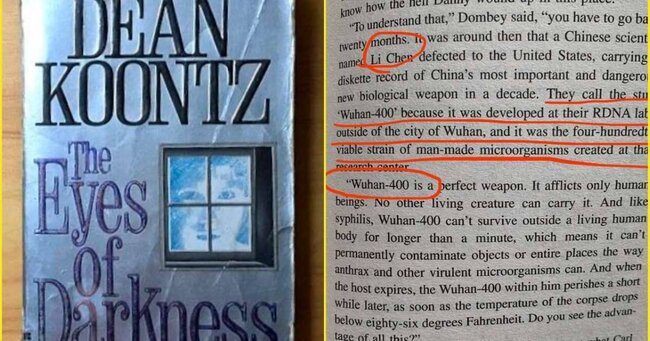 DEAN
KOONTZ
The
Eyes
of
Darkness
know how the hell Danny wound up in this place."
"To understand that," Dombey said, "you have to go ba
twenty months. It was around then that a Chinese scient
named Li Chen defected to the United States, carrying
diskette record of China's most important and dangero
new biological weapon in a decade. They call the stu
'Wuhan-400' because it was developed at their RDNA lab
outside of the city of Wuhan, and it was the four-hundredt
viable strain of man-made microorganisms created at tha
research center.
"Wuhan-400 is a perfect weapon. It afflicts only human
beings. No other living creature can carry it. And like
syphilis, Wuhan-400 can't survive outside a living human
body for longer than a minute, which means it can't
permanently contaminate objects or entire places the way
anthrax and other virulent microorganisms can. And when
the host expires, the Wuhan-400 within him perishes a short
while later, as soon as the temperature of the corpse drops
below eighty-six degrees Fahrenheit. Do you see the advan-
tage of all this?"
what Carl